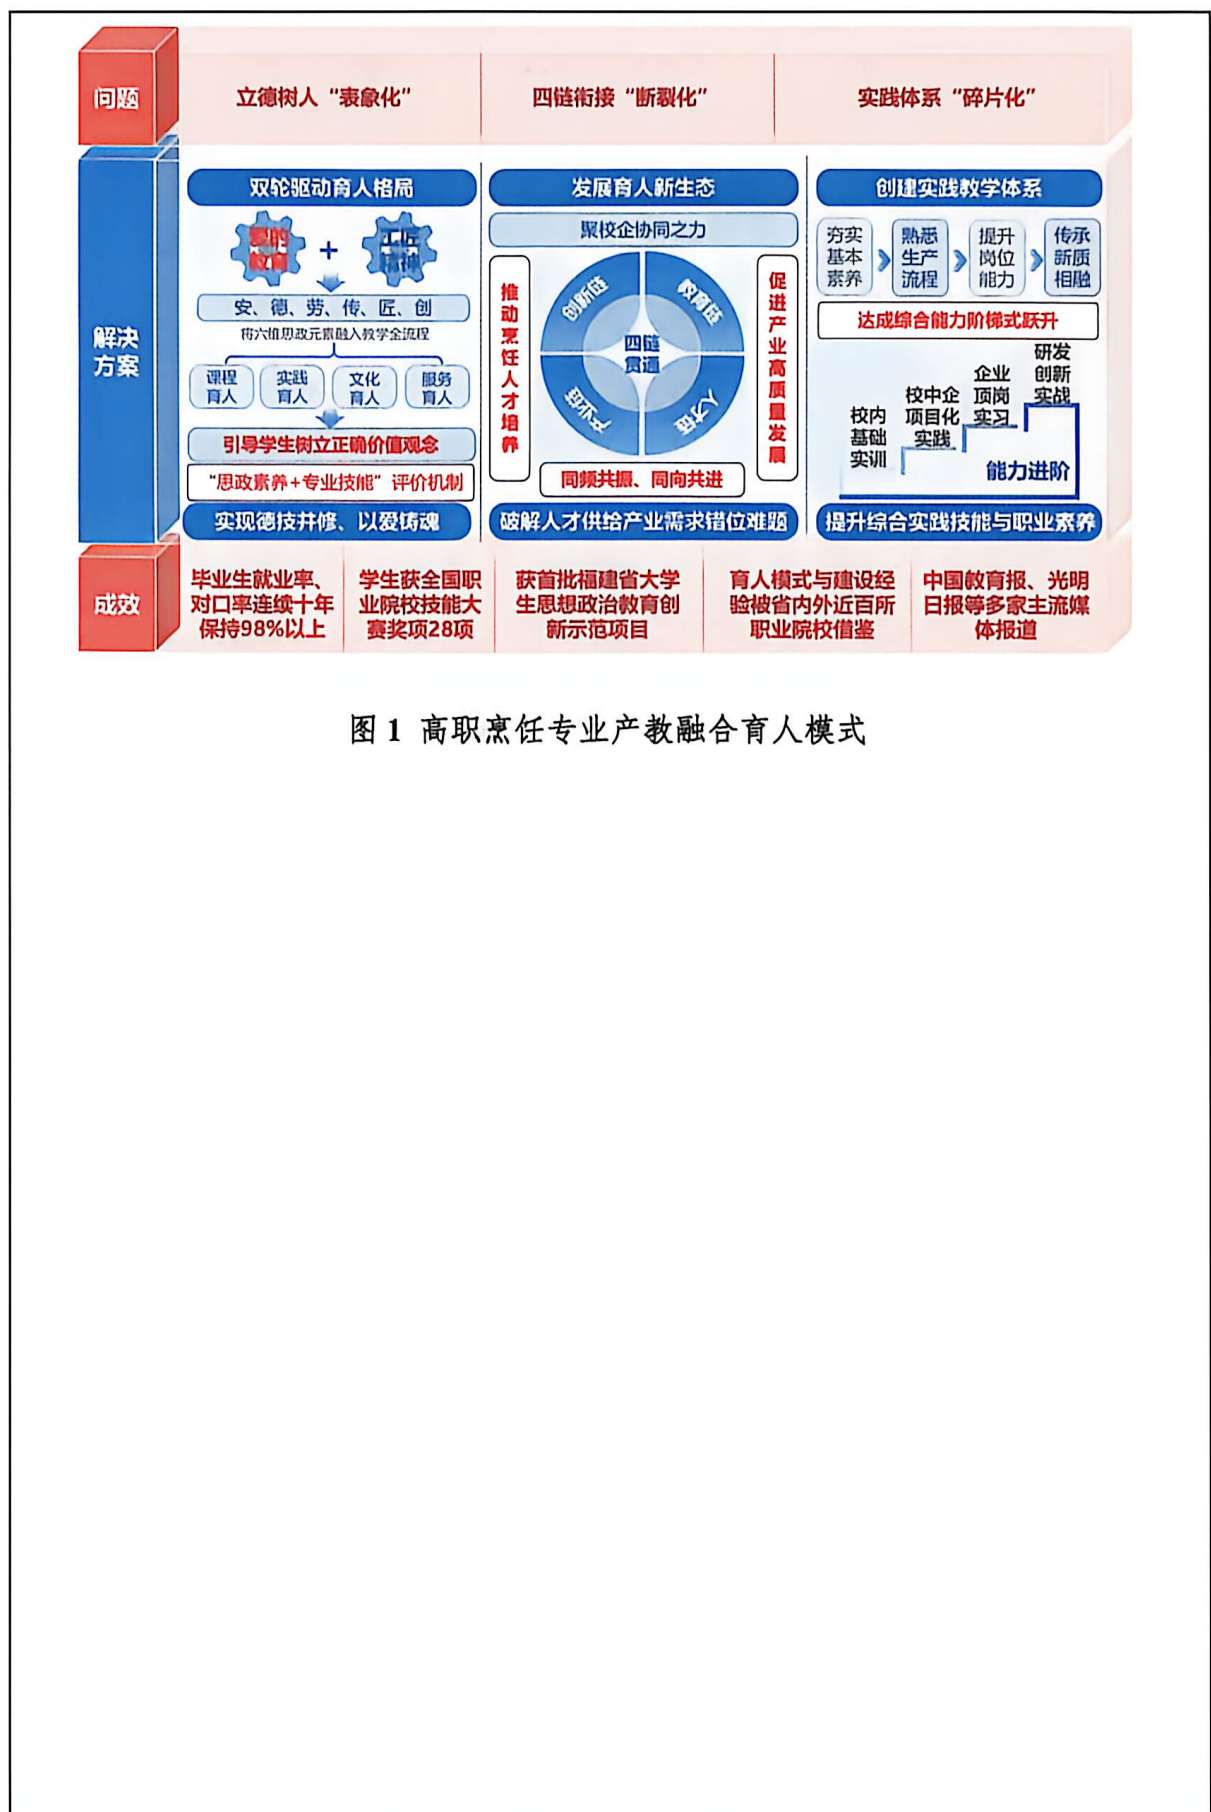 问题
立德树人“表象化”
四链衔接“断裂化”
实践体系“碎片化”
解决
方案
双轮驱动育人格局
爱的
教育
+
工匠
精神
安、德、劳、传、匠、创
将六维思政元素融入教学全流程
课程
育人
实践
育人
文化
育人
服务
育人
引导学生树立正确价值观念
“思政素养+专业技能”评价机制
实现德技并修、以爱铸魂
发展育人新生态
聚校企协同之力
推动烹饪人才培养
创新链
教育链
四链
贯通
产业链
人才链
促进产业高质量发展
同频共振、同向共进
破解人才供给产业需求错位难题
创建实践教学体系
夯实
基本
素养
熟悉
生产
流程
提升
岗位
能力
传承
新质
相融
达成综合能力阶梯式跃升
校内
基础
实训
校中企
项目化
实践
企业
顶岗
实习
研发
创新
实战
能力进阶
提升综合实践技能与职业素养
成效
毕业生就业率、
对口率连续十年
保持98%以上
学生获全国职
业院校技能大
赛奖项28项
获首批福建省大学
生思想政治教育创
新示范项目
育人模式与建设经
验被省内外近百所
职业院校借鉴
中国教育报、光明
日报等多家主流媒
体报道
图 1 高职烹饪专业产教融合育人模式